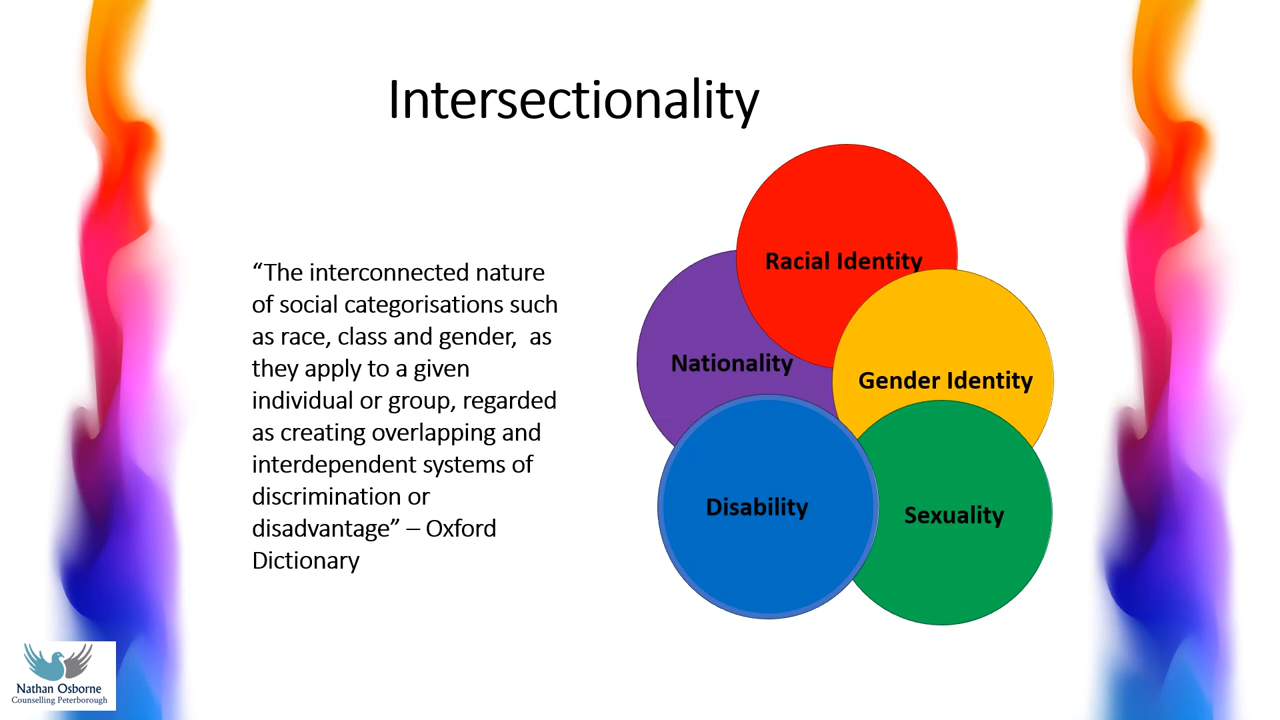 Intersectionality
“The interconnected nature
of social categorisations such
as race, class and gender,  as
they apply to a given
individual or group, regarded
as creating overlapping and
interdependent systems of
discrimination or
disadvantage” – Oxford
Dictionary
Racial Identity
Nationality
Gender Identity
Disability
Sexuality
Nathan Osborne
Counselling Peterborough